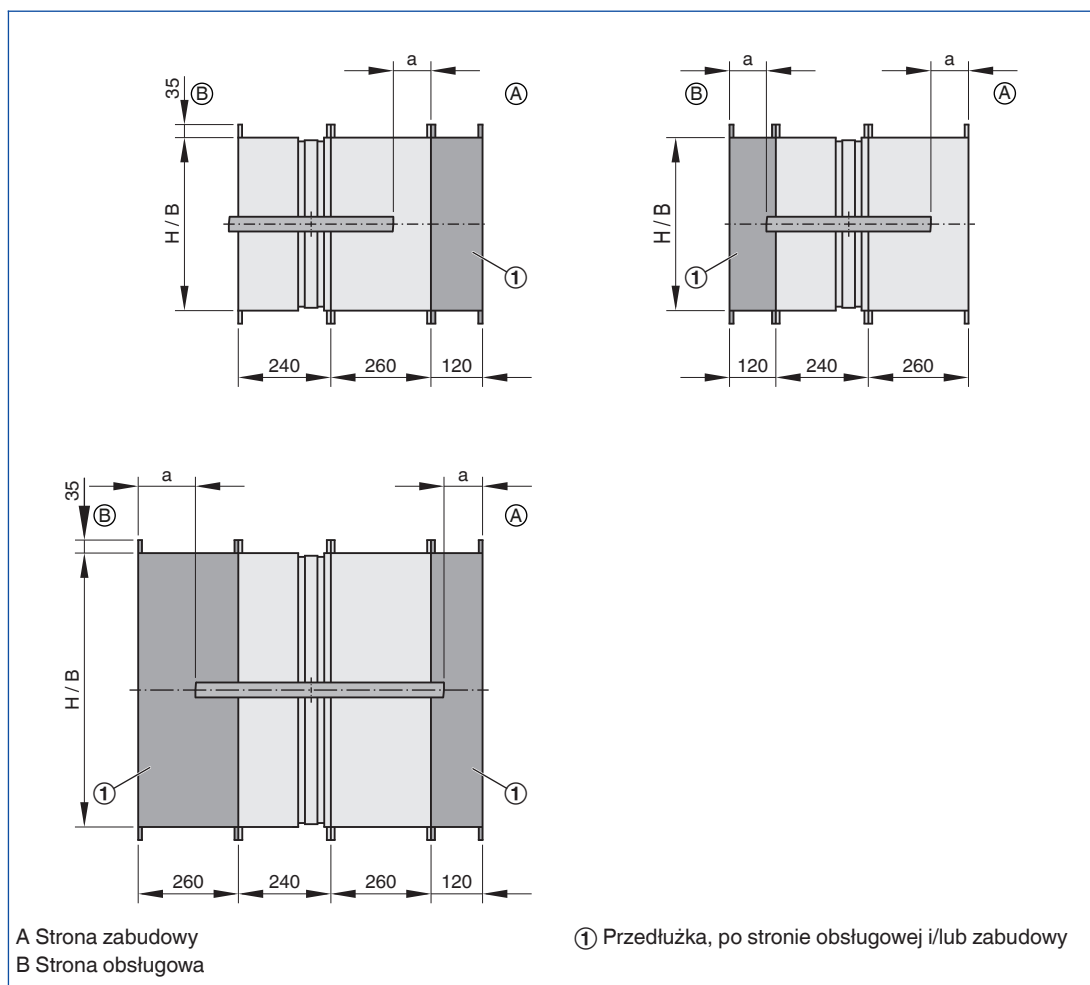 a
35
B
A
H / B
1
240
260
120
a
a
B
A
H / B
1
120
240
260
a
a
35
B
A
H / B
1
1
260
240
260
120
A Strona zabudowy
B Strona obsługowa
1 Przedłużka, po stronie obsługowej i/lub zabudowy